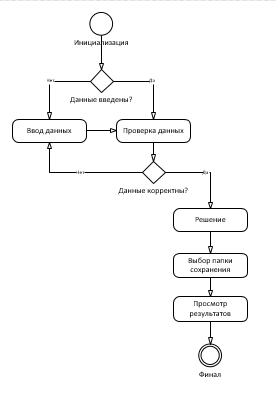 Инициализация
Нет
Да
Данные введены?
Ввод данных
Проверка данных
Нет
Да
Данные корректны?
Решение
Выбор папки
сохранения
Просмотр
результатов
Финал